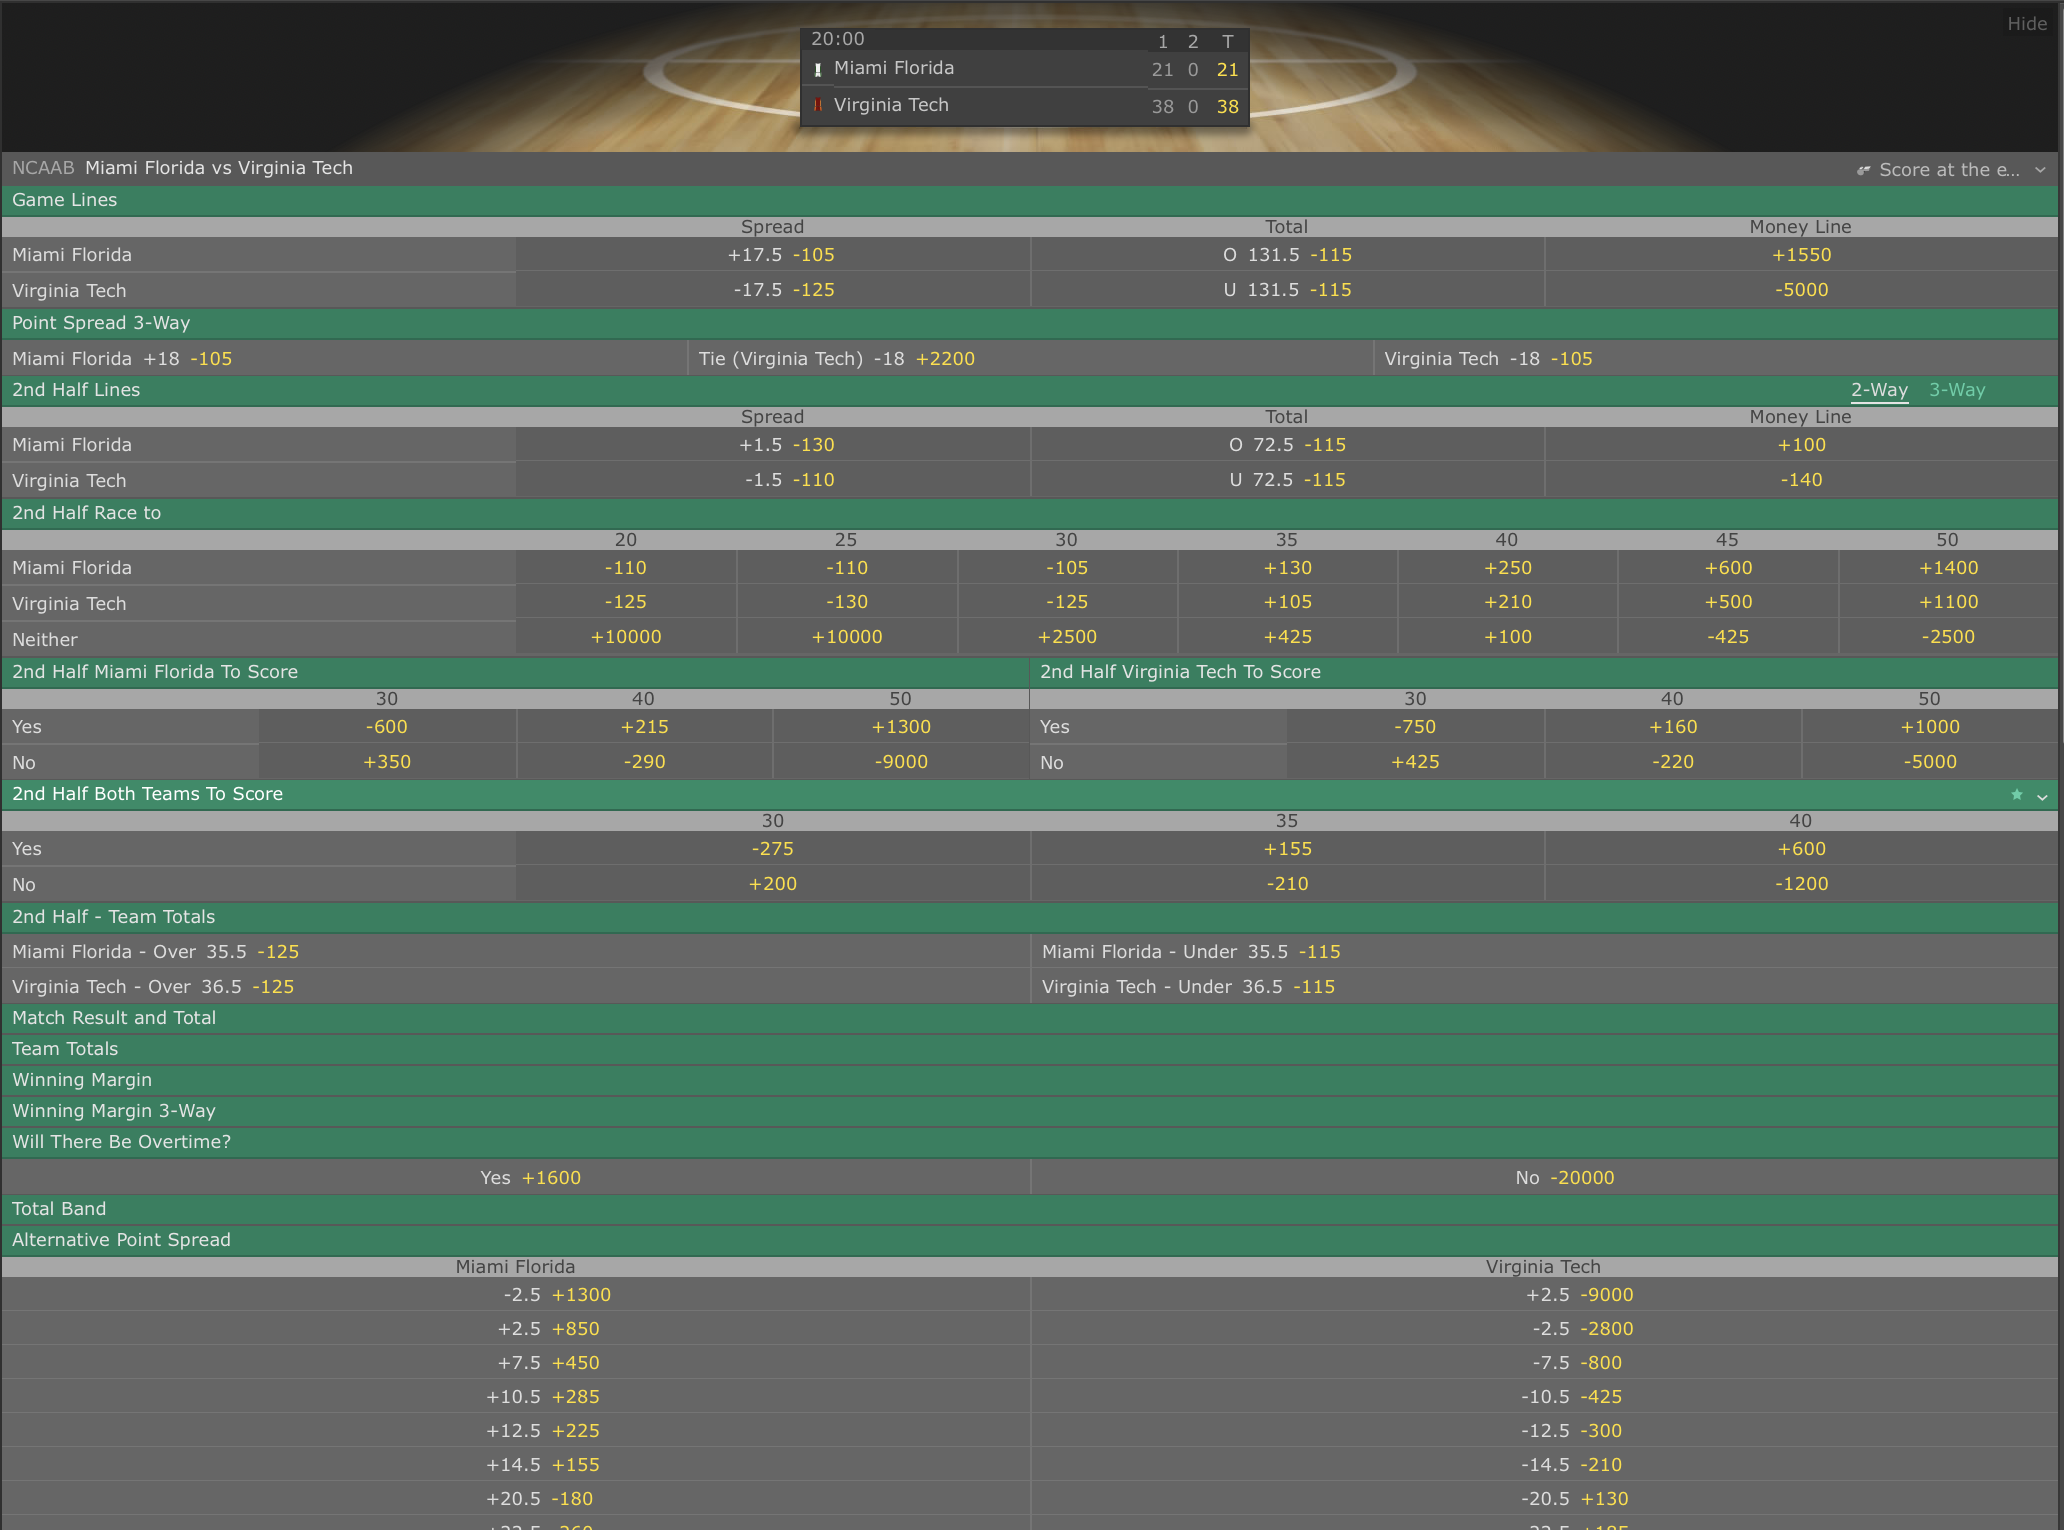 Hide
20:00 1 2 T
Miami Florida 21 0 21
Virginia Tech 38 0 38
NCAAB Miami Florida vs Virginia Tech Score at the e...
Game Lines
Spread Total Money Line
Miami Florida +17.5 -105 O 131.5 -115 +1550
Virginia Tech -17.5 -125 U 131.5 -115 -5000
Point Spread 3-Way
Miami Florida +18 -105 Tie (Virginia Tech) -18 +2200 Virginia Tech -18 -105
2nd Half Lines 2-Way 3-Way
Spread Total Money Line
Miami Florida +1.5 -130 O 72.5 -115 +100
Virginia Tech -1.5 -110 U 72.5 -115 -140
2nd Half Race to
20 25 30 35 40 45 50
Miami Florida -110 -110 -105 +130 +250 +600 +1400
Virginia Tech -125 -130 -125 +105 +210 +500 +1100
Neither +10000 +10000 +2500 +425 +100 -425 -2500
2nd Half Miami Florida To Score 2nd Half Virginia Tech To Score
30 40 50 30 40 50
Yes -600 +215 +1300 Yes -750 +160 +1000
No +350 -290 -9000 No +425 -220 -5000
2nd Half Both Teams To Score
30 35 40
Yes -275 +155 +600
No +200 -210 -1200
2nd Half - Team Totals
Miami Florida - Over 35.5 -125 Miami Florida - Under 35.5 -115
Virginia Tech - Over 36.5 -125 Virginia Tech - Under 36.5 -115
Match Result and Total
Team Totals
Winning Margin
Winning Margin 3-Way
Will There Be Overtime?
Yes +1600 No -20000
Total Band
Alternative Point Spread
Miami Florida Virginia Tech
-2.5 +1300 +2.5 -9000
+2.5 +850 -2.5 -2800
+7.5 +450 -7.5 -800
+10.5 +285 -10.5 -425
+12.5 +225 -12.5 -300
+14.5 +155 -14.5 -210
+20.5 -180 -20.5 +130